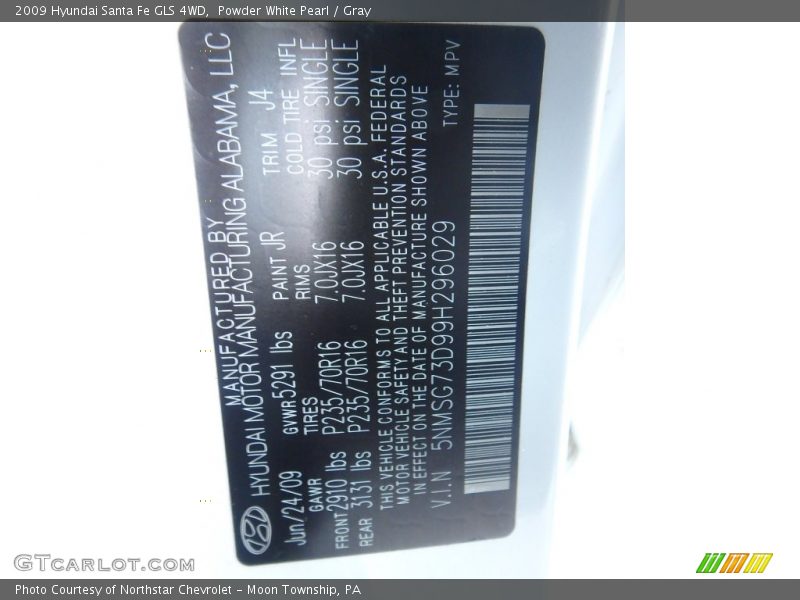 2009 Hyundai Santa Fe GLS 4WD, Powder White Pearl / Gray
MANUFACTURED BY
HYUNDAI MOTOR MANUFACTURING ALABAMA, LLC
Jun/24/09 GVWR 5291 lbs PAINT JR TRIM J4
GAWR TIRES RIMS COLD TIRE INFL
FRONT 2910 lbs P235/70R16 7.0JX16 30 psi SINGLE
REAR 3131 lbs P235/70R16 7.0JX16 30 psi SINGLE
THIS VEHICLE CONFORMS TO ALL APPLICABLE U.S.A. FEDERAL
MOTOR VEHICLE SAFETY AND THEFT PREVENTION STANDARDS
IN EFFECT ON THE DATE OF MANUFACTURE SHOWN ABOVE
V.I.N 5NMSG73D99H296029 TYPE: MPV
GTCARLOT.COM
Photo Courtesy of Northstar Chevrolet - Moon Township, PA